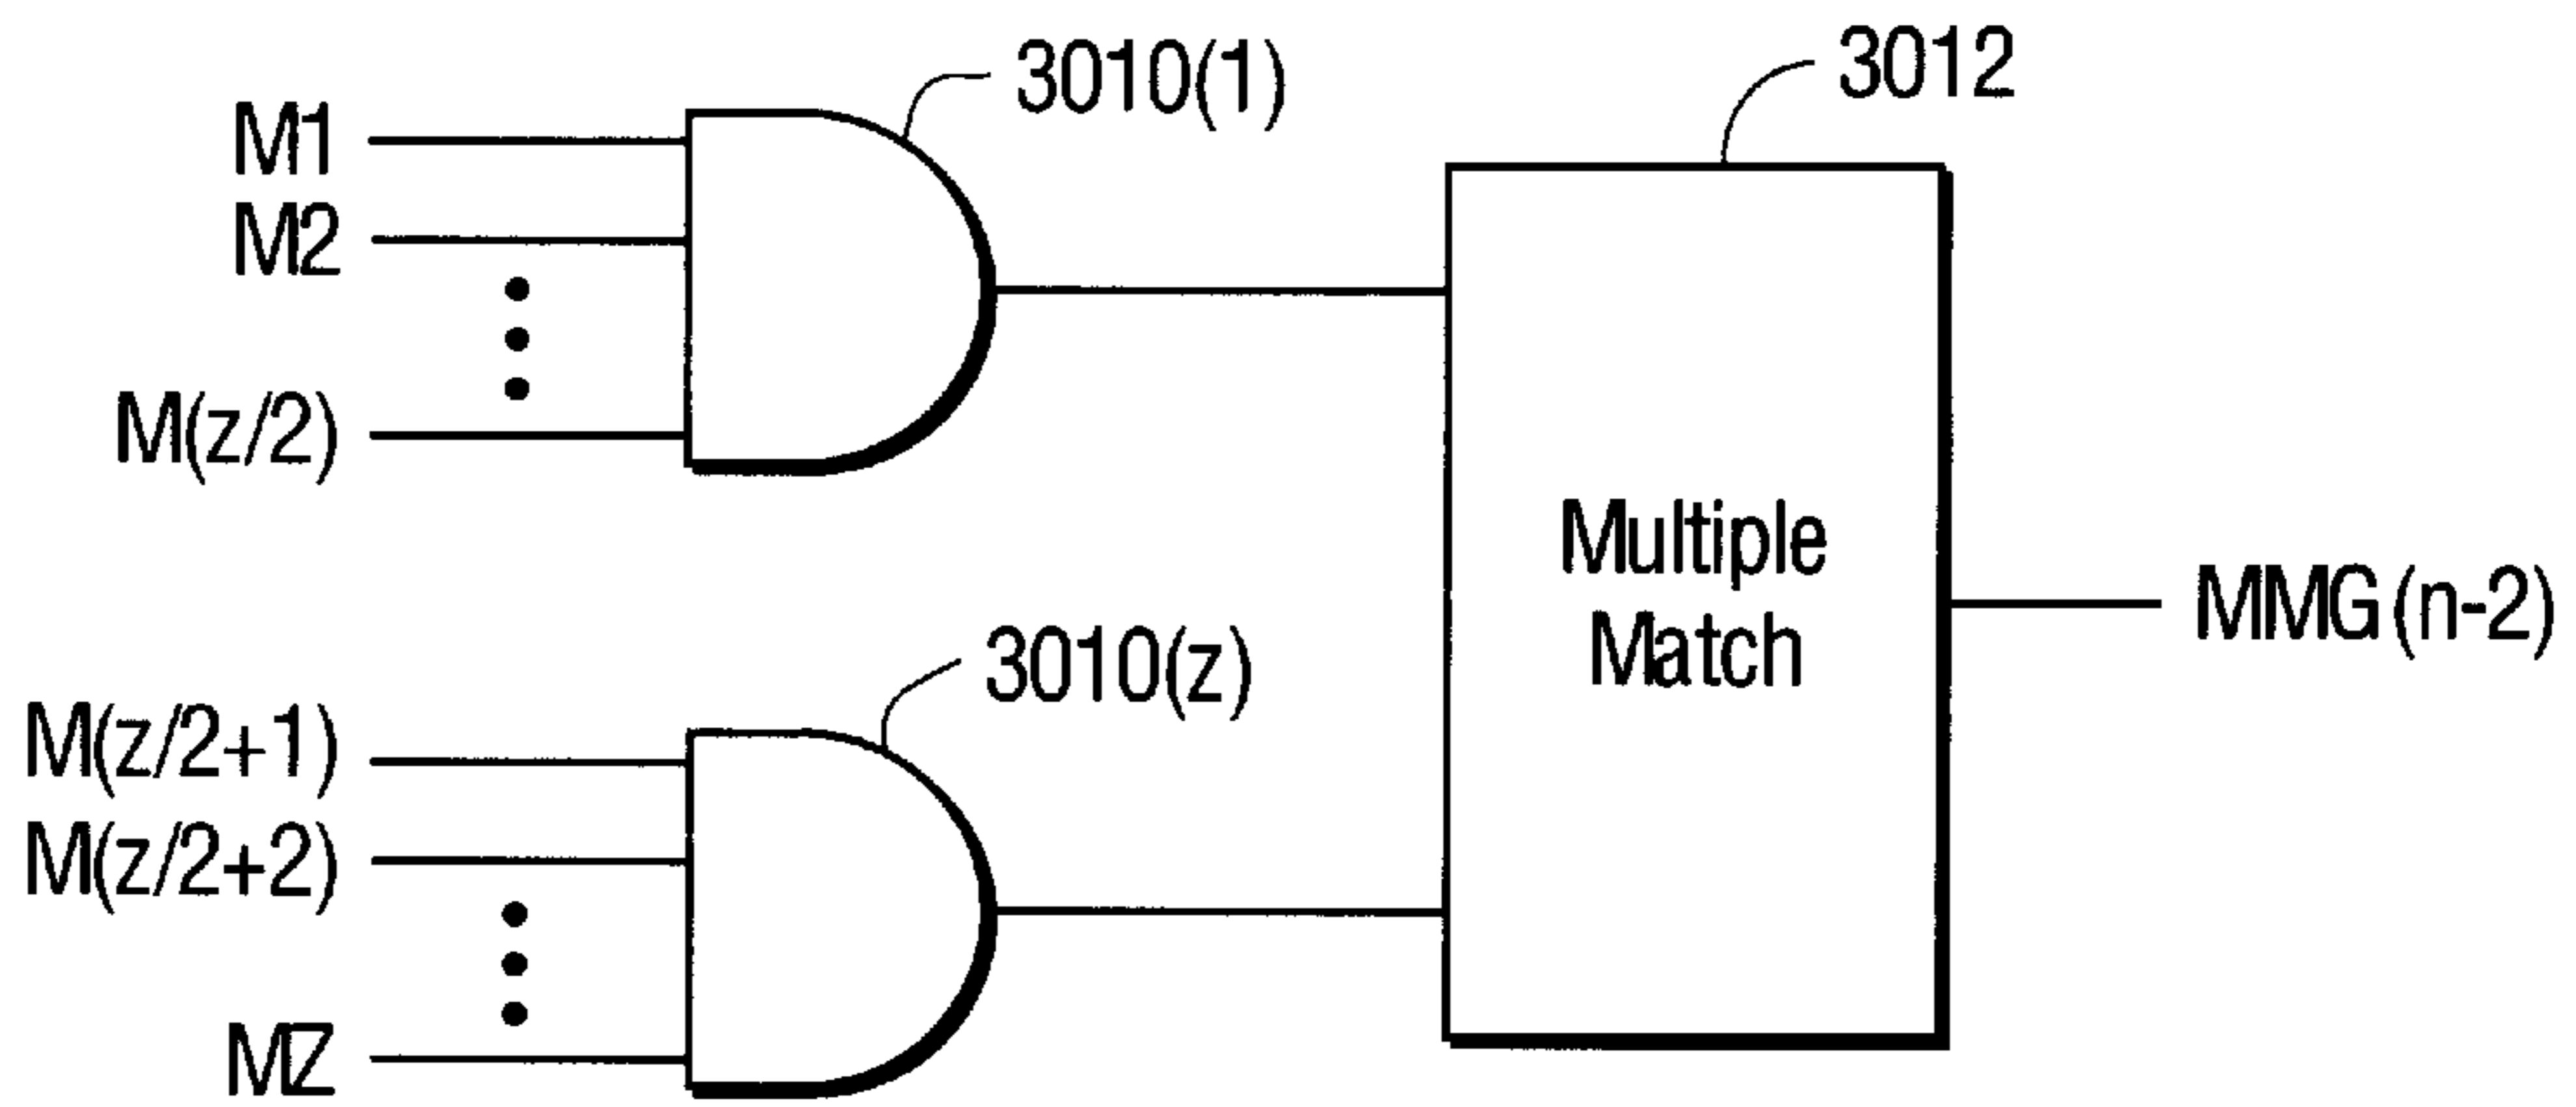 3010(1)
3012
M1
M2
M(z/2)
Multiple
Match
MMG(n-2)
3010(z)
M(z/2+1)
M(z/2+2)
MZ